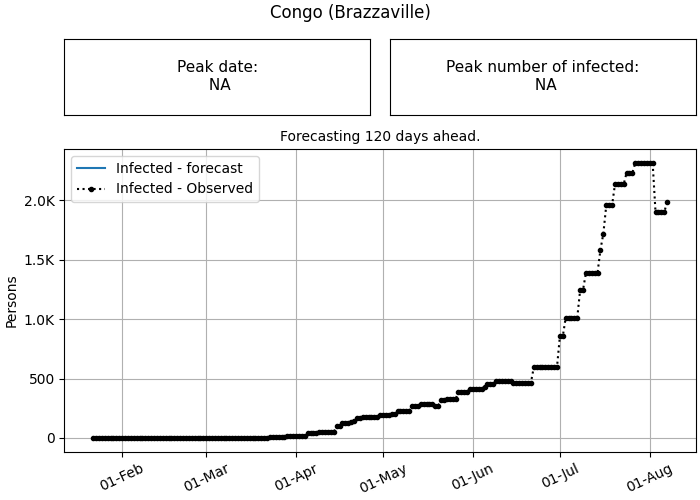 Congo (Brazzaville)
Peak date:
NA
Peak number of infected:
NA
Forecasting 120 days ahead.
Infected - forecast
Infected - Observed
Persons
2.0K
1.5K
1.0K
500
0
01-Feb
01-Mar
01-Apr
01-May
01-Jun
01-Jul
01-Aug